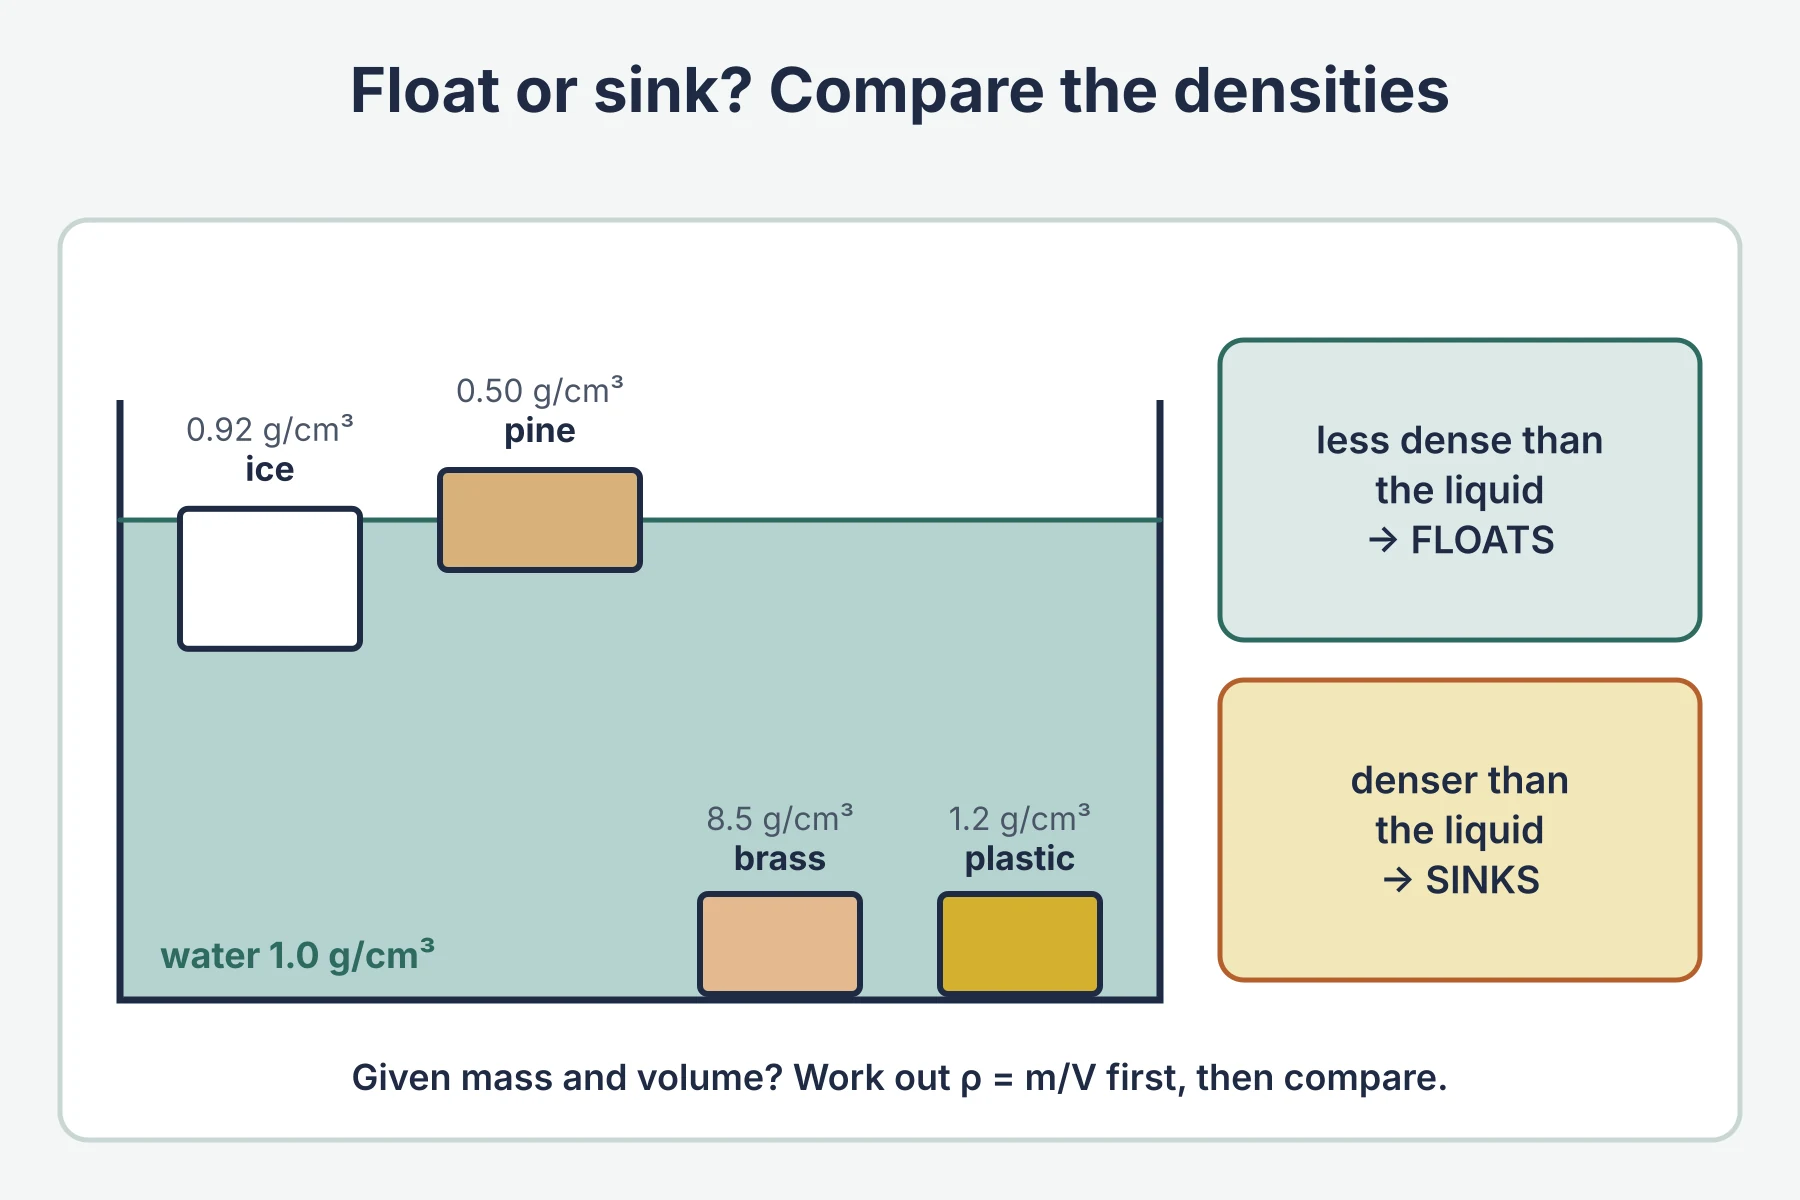 Float or sink? Compare the densities
0.92 g/cm³
ice
0.50 g/cm³
pine
8.5 g/cm³
brass
1.2 g/cm³
plastic
water 1.0 g/cm³
less dense than
the liquid
→ FLOATS
denser than
the liquid
→ SINKS
Given mass and volume? Work out ρ = m/V first, then compare.